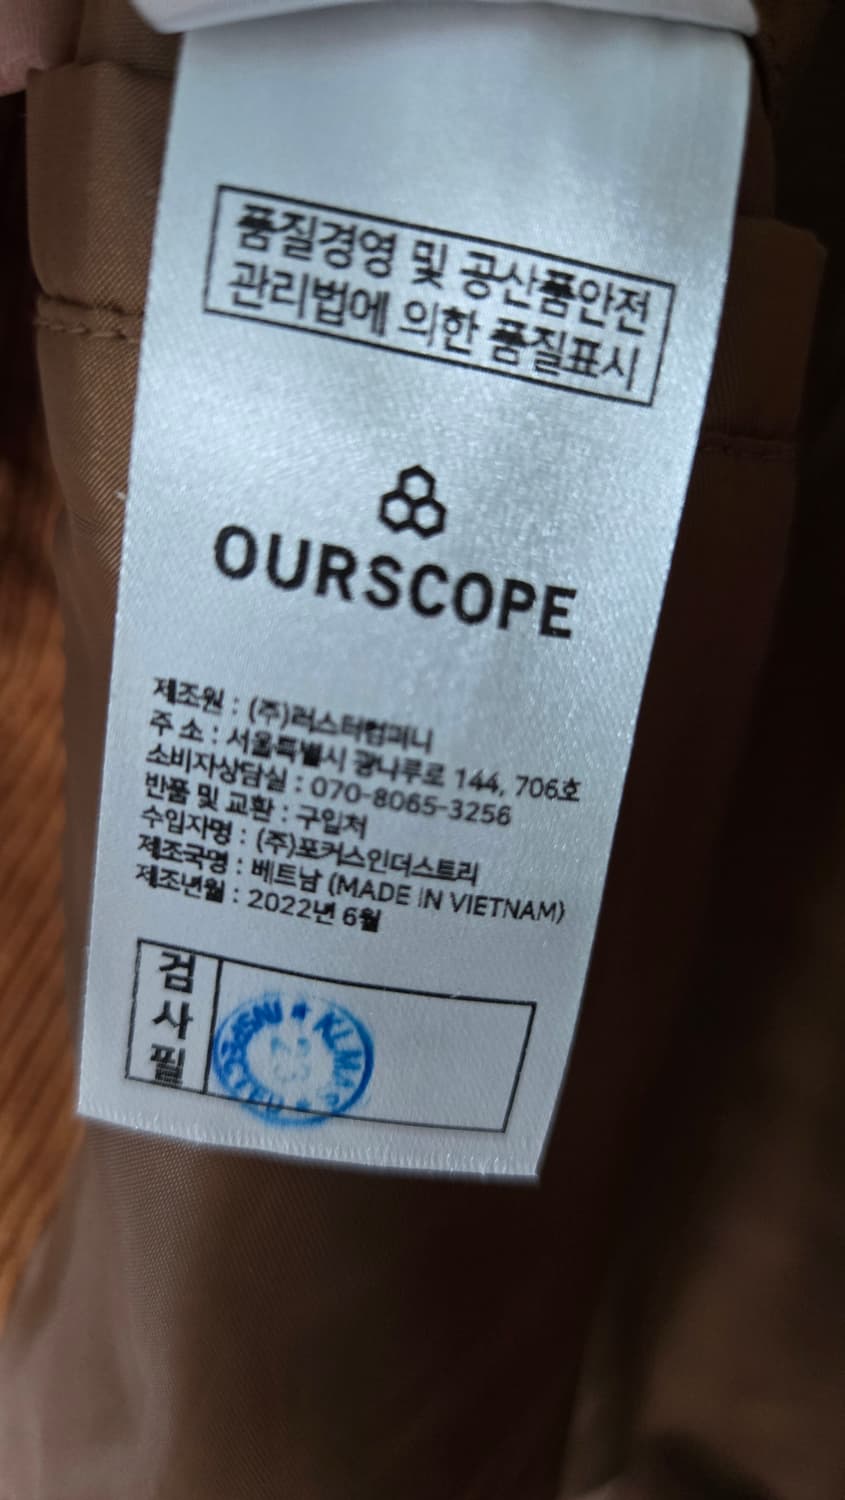 품질경영 및 공산품안전
관리법에 의한 품질표시
OURSCOPE
제조원 : (주)러스터컴퍼니
주 소 : 서울특별시 광나루로 144, 706호
소비자상담실 : 070-8065-3256
반품 및 교환 : 구입처
수입자명 : (주)포커스인더스트리
제조국명 : 베트남 (MADE IN VIETNAM)
제조년월 : 2022년 6월
검사필
INSPECTED